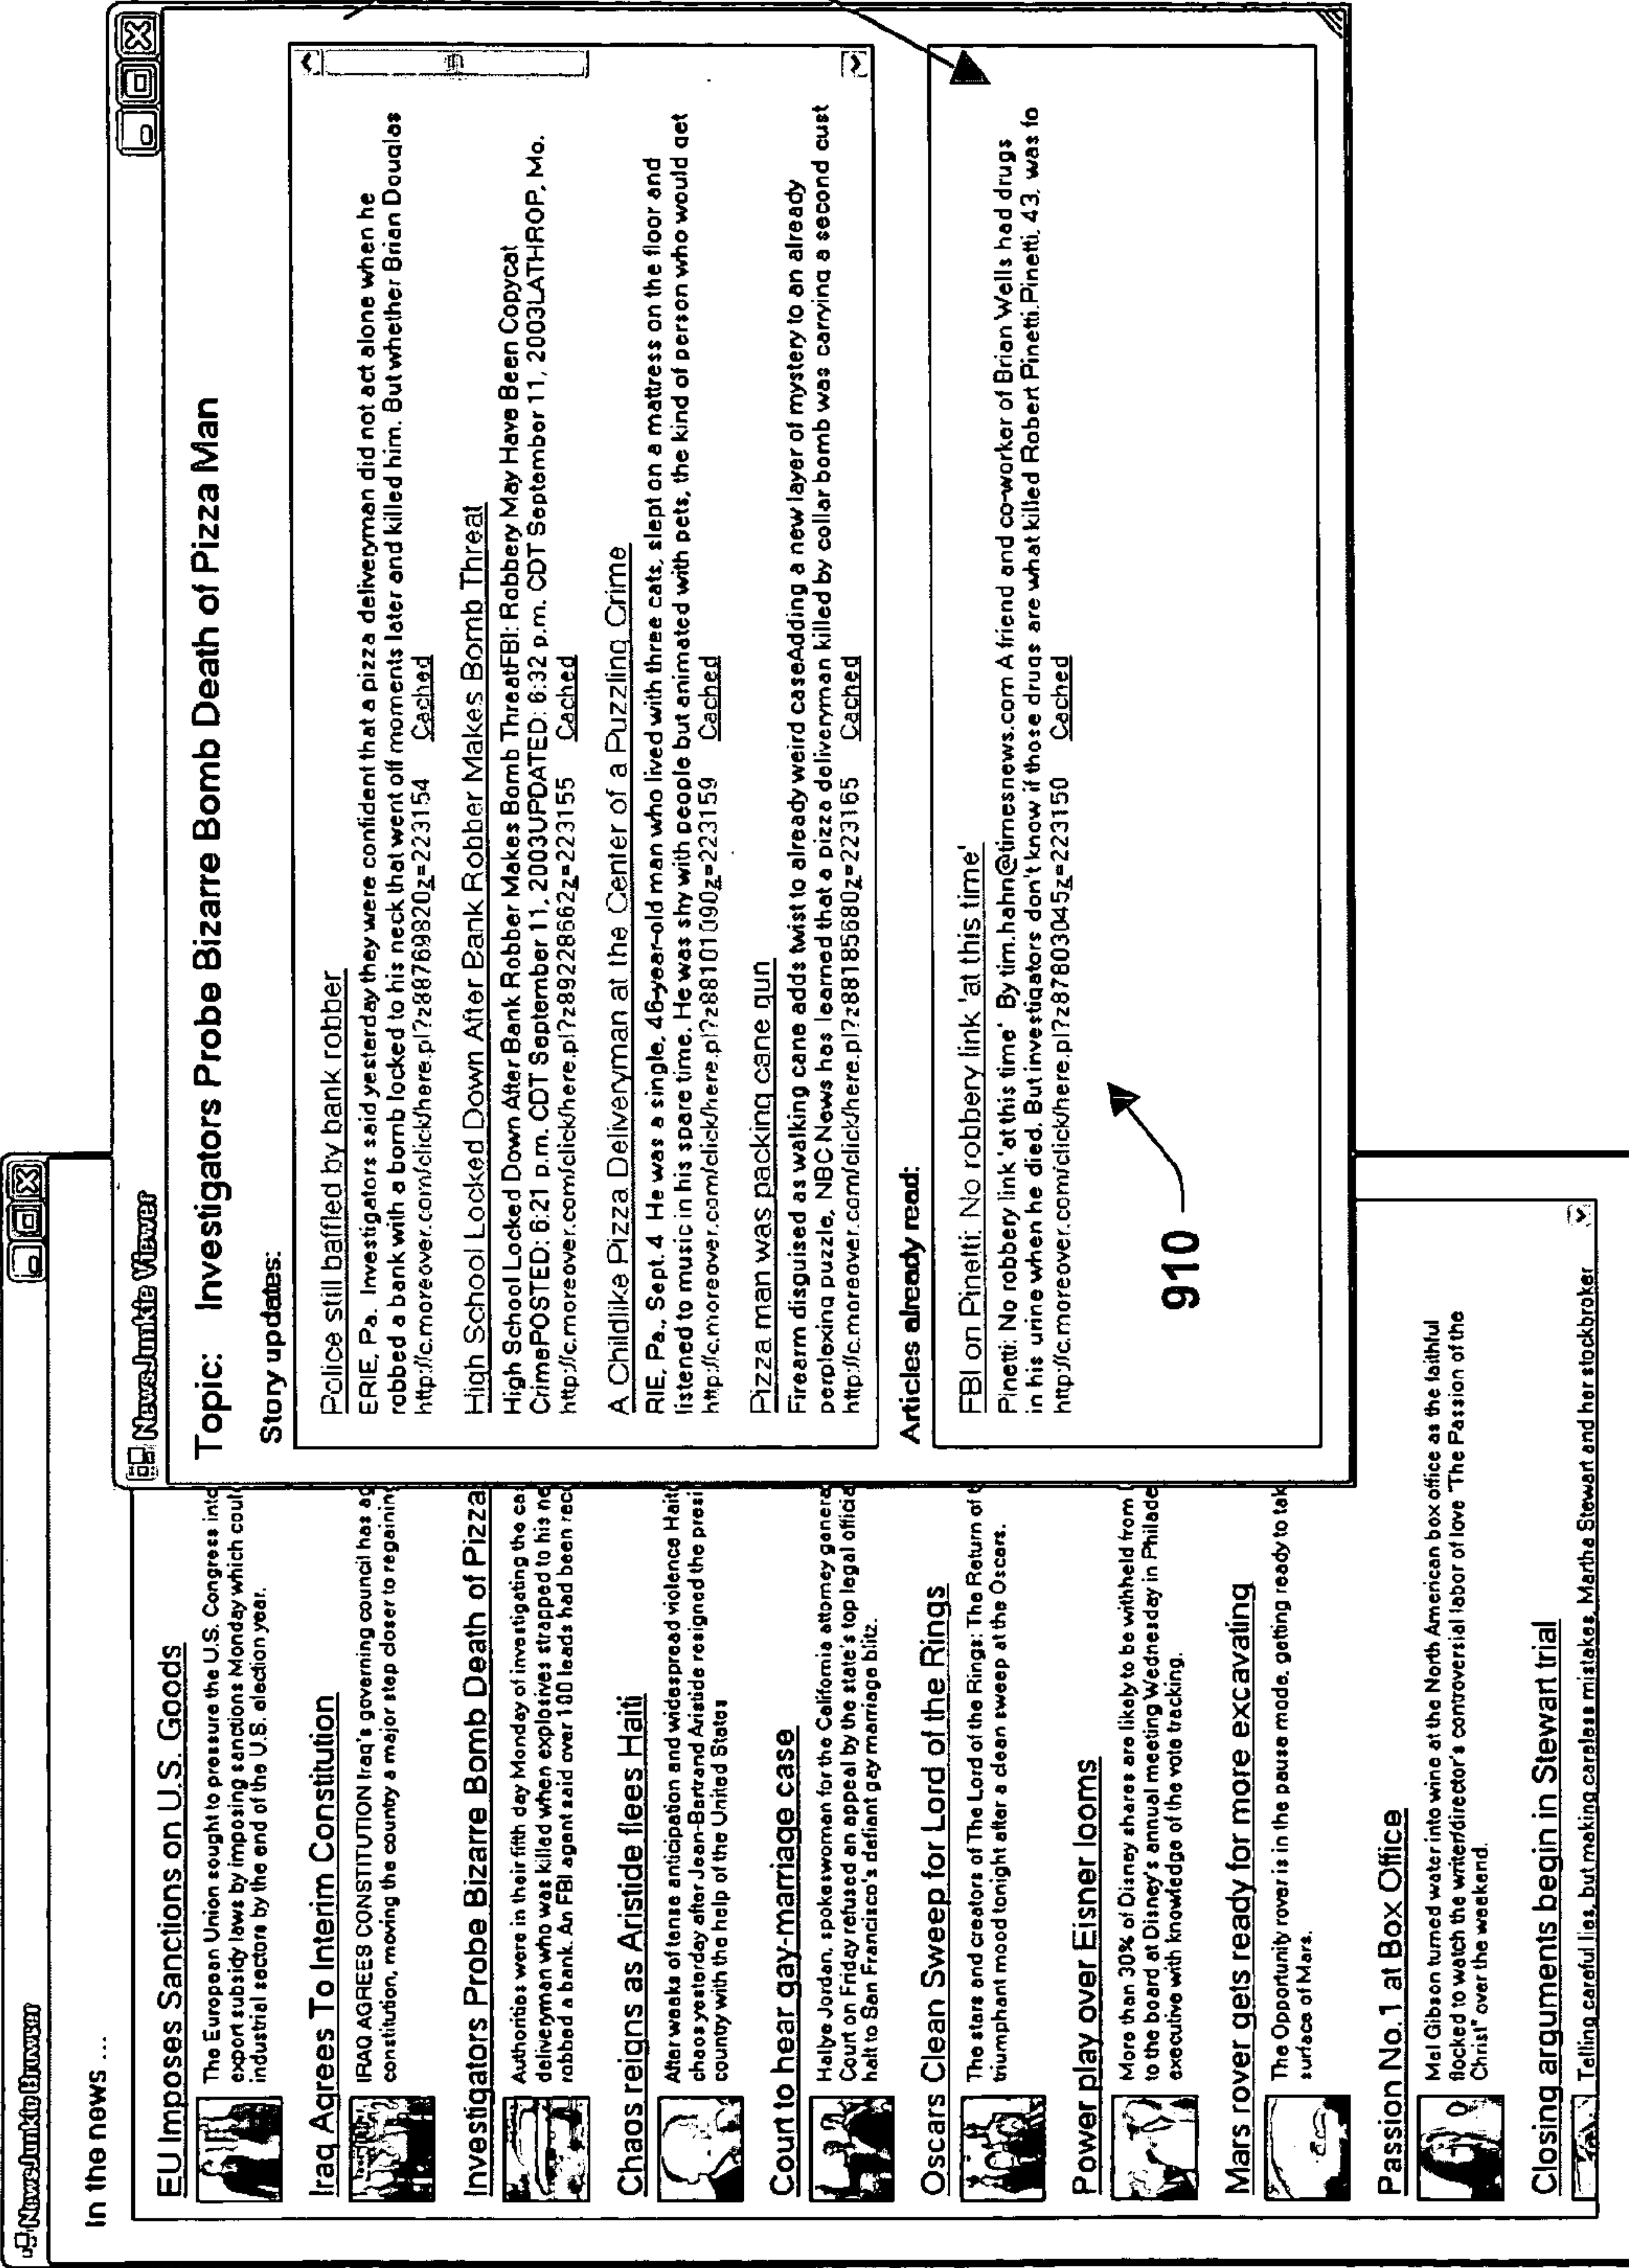 NewsJunkie Browser
In the news ...
EU Imposes Sanctions on U.S. Goods
The European Union sought to pressure the U.S. Congress into
export subsidy laws by imposing sanctions Monday which coul
industrial sectors by the end of the U.S. election year.
Iraq Agrees To Interim Constitution
IRAQ AGREES CONSTITUTION Iraq's governing council has ag
constitution, moving the country a major step closer to regainin
Investigators Probe Bizarre Bomb Death of Pizza
Authorities were in their fifth day Monday of investigating the ca
deliveryman who was killed when explosives strapped to his ne
robbed a bank. An FBI agent said over 100 leads had been rec
Chaos reigns as Aristide flees Haiti
After weeks of tense anticipation and widespread violence Haiti
chaos yesterday after Jean-Bertrand Aristide resigned the presi
country with the help of the United States
Court to hear gay-marriage case
Hallye Jordan, spokeswoman for the California attorney genera
Court on Friday refused an appeal by the state's top legal officia
halt to San Francisco's defiant gay marriage blitz.
Oscars Clean Sweep for Lord of the Rings
The stars and creators of The Lord of the Rings: The Return of t
triumphant mood tonight after a clean sweep at the Oscars.
Power play over Eisner looms
More than 30% of Disney shares are likely to be withheld from
to the board at Disney's annual meeting Wednesday in Philade
executive with knowledge of the vote tracking.
Mars rover gets ready for more excavating
The Opportunity rover is in the pause mode, getting ready to tak
surface of Mars.
Passion No.1 at Box Office
Mel Gibson turned water into wine at the North American box office as the faithful
flocked to watch the writer/director's controversial labor of love "The Passion of the
Christ" over the weekend.
Closing arguments begin in Stewart trial
Telling careful lies, but making careless mistakes, Martha Stewart and her stockbroker
NewsJunkie Viewer
Topic: Investigators Probe Bizarre Bomb Death of Pizza Man
Story updates:
Police still baffled by bank robber
ERIE, Pa. Investigators said yesterday they were confident that a pizza deliveryman did not act alone when he
robbed a bank with a bomb locked to his neck that went off moments later and killed him. But whether Brian Douglas
http://c.moreover.com/click/here.pl?z88769820z=223154 Cached
High School Locked Down After Bank Robber Makes Bomb Threat
High School Locked Down After Bank Robber Makes Bomb ThreatFBI: Robbery May Have Been Copycat
CrimePOSTED: 6:21 p.m. CDT September 11, 2003UPDATED: 6:32 p.m. CDT September 11, 2003LATHROP, Mo.
http://c.moreover.com/click/here.pl?z89228662z=223155 Cached
A Childlike Pizza Deliveryman at the Center of a Puzzling Crime
RIE, Pa., Sept. 4 He was a single, 46-year-old man who lived with three cats, slept on a mattress on the floor and
listened to music in his spare time. He was shy with people but animated with pets, the kind of person who would get
http://c.moreover.com/click/here.pl?z88101090z=223159 Cached
Pizza man was packing cane gun
Firearm disguised as walking cane adds twist to already weird caseAdding a new layer of mystery to an already
perplexing puzzle, NBC News has learned that a pizza deliveryman killed by collar bomb was carrying a second cust
http://c.moreover.com/click/here.pl?z88185680z=223165 Cached
Articles already read:
FBI on Pinetti: No robbery link 'at this time'
Pinetti: No robbery link 'at this time' By tim.hahn@timesnews.com A friend and co-worker of Brian Wells had drugs
in his urine when he died. But investigators don't know if those drugs are what killed Robert Pinetti.Pinetti, 43, was fo
http://c.moreover.com/click/here.pl?z87803045z=223150 Cached
910